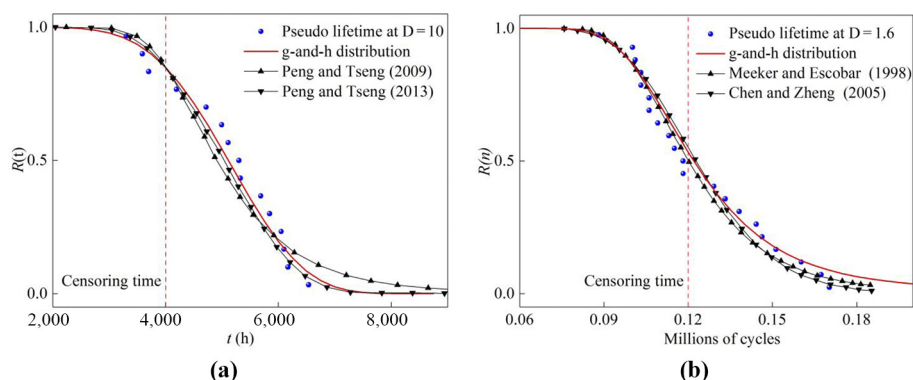 1.0
0.5
0.0
R(t)
Pseudo lifetime at D = 10
g-and-h distribution
Peng and Tseng (2009)
Peng and Tseng (2013)
Censoring time
2,000 4,000 6,000 8,000
t (h)
(a)
1.0
0.5
0.0
R(n)
Pseudo lifetime at D = 1.6
g-and-h distribution
Meeker and Escobar (1998)
Chen and Zheng (2005)
Censoring time
0.06 0.09 0.12 0.15 0.18
Millions of cycles
(b)